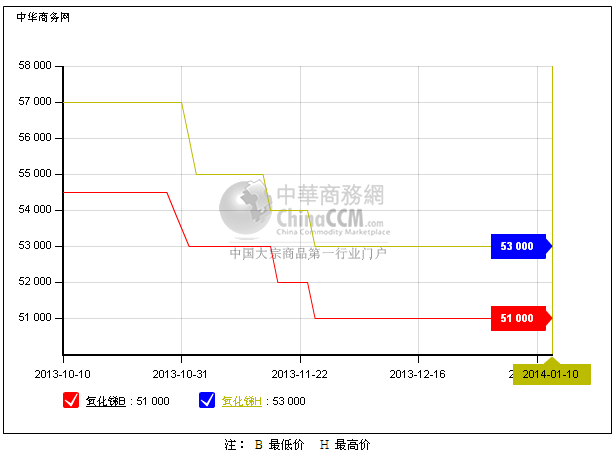 中华商务网
58 000
57 000
56 000
55 000
54 000
53 000
52 000
51 000
中華商務網
ChinaCCM.com
China Commodity Marketplace
中国大宗商品第一行业门户
53 000
51 000
2013-10-10 2013-10-31 2013-11-22 2013-12-16 2014-01-10
氧化镝B : 51 000 氧化镝H : 53 000
注： B 最低价 H 最高价